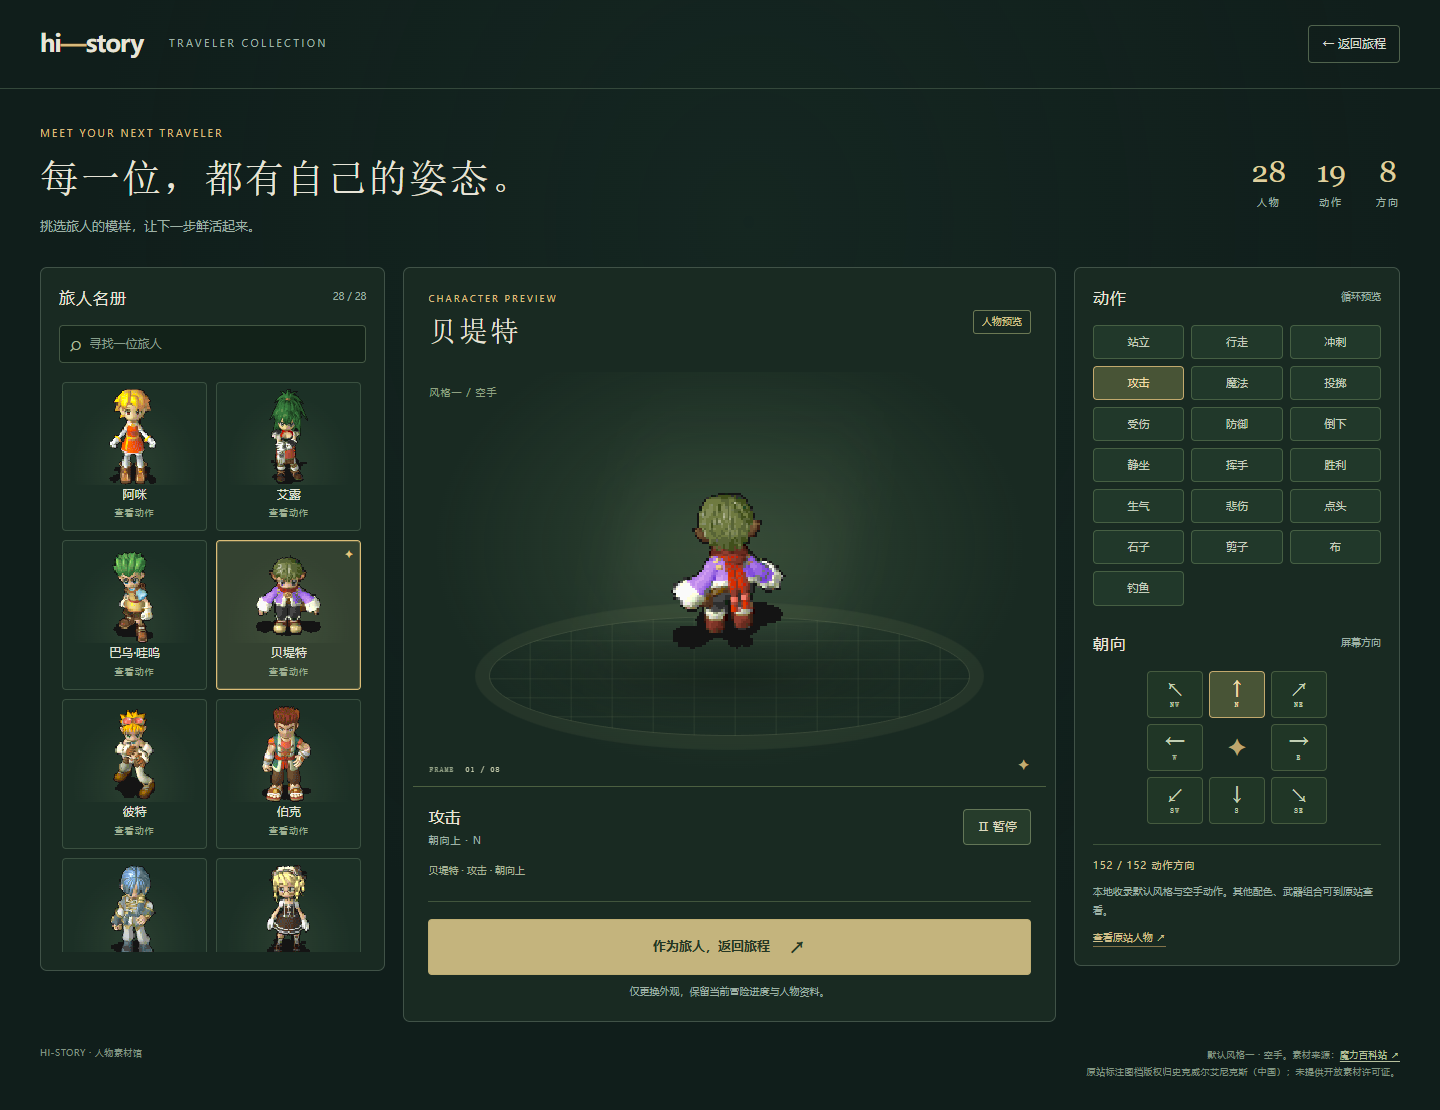 hi—story
TRAVELER COLLECTION
← 返回旅程
MEET YOUR NEXT TRAVELER
每一位，都有自己的姿态。
挑选旅人的模样，让下一步鲜活起来。
28 19 8
人物 动作 方向
旅人名册 28 / 28
寻找一位旅人
阿咪
查看动作
艾露
查看动作
巴乌·哇呜
查看动作
贝堤特
查看动作
彼特
查看动作
伯克
查看动作
CHARACTER PREVIEW
贝堤特
人物预览
风格一 / 空手
FRAME 01 / 08
攻击
朝向上 · N
贝堤特 · 攻击 · 朝向上
II 暂停
作为旅人，返回旅程 ↗
仅更换外观，保留当前冒险进度与人物资料。
动作 循环预览
站立 行走 冲刺
攻击 魔法 投掷
受伤 防御 倒下
静坐 挥手 胜利
生气 悲伤 点头
石子 剪子 布
钓鱼
朝向 屏幕方向
↖ ↑ ↗
NW N NE
← →
W E
↙ ↓ ↘
SW S SE
152 / 152 动作方向
本地收录默认风格与空手动作。其他配色、武器组合可到原站查
看。
查看原站人物 ↗
HI-STORY · 人物素材馆
默认风格一 · 空手。素材来源：魔力百科站 ↗
原站标注图档版权归史克威尔艾尼克斯（中国）；未提供开放素材许可证。